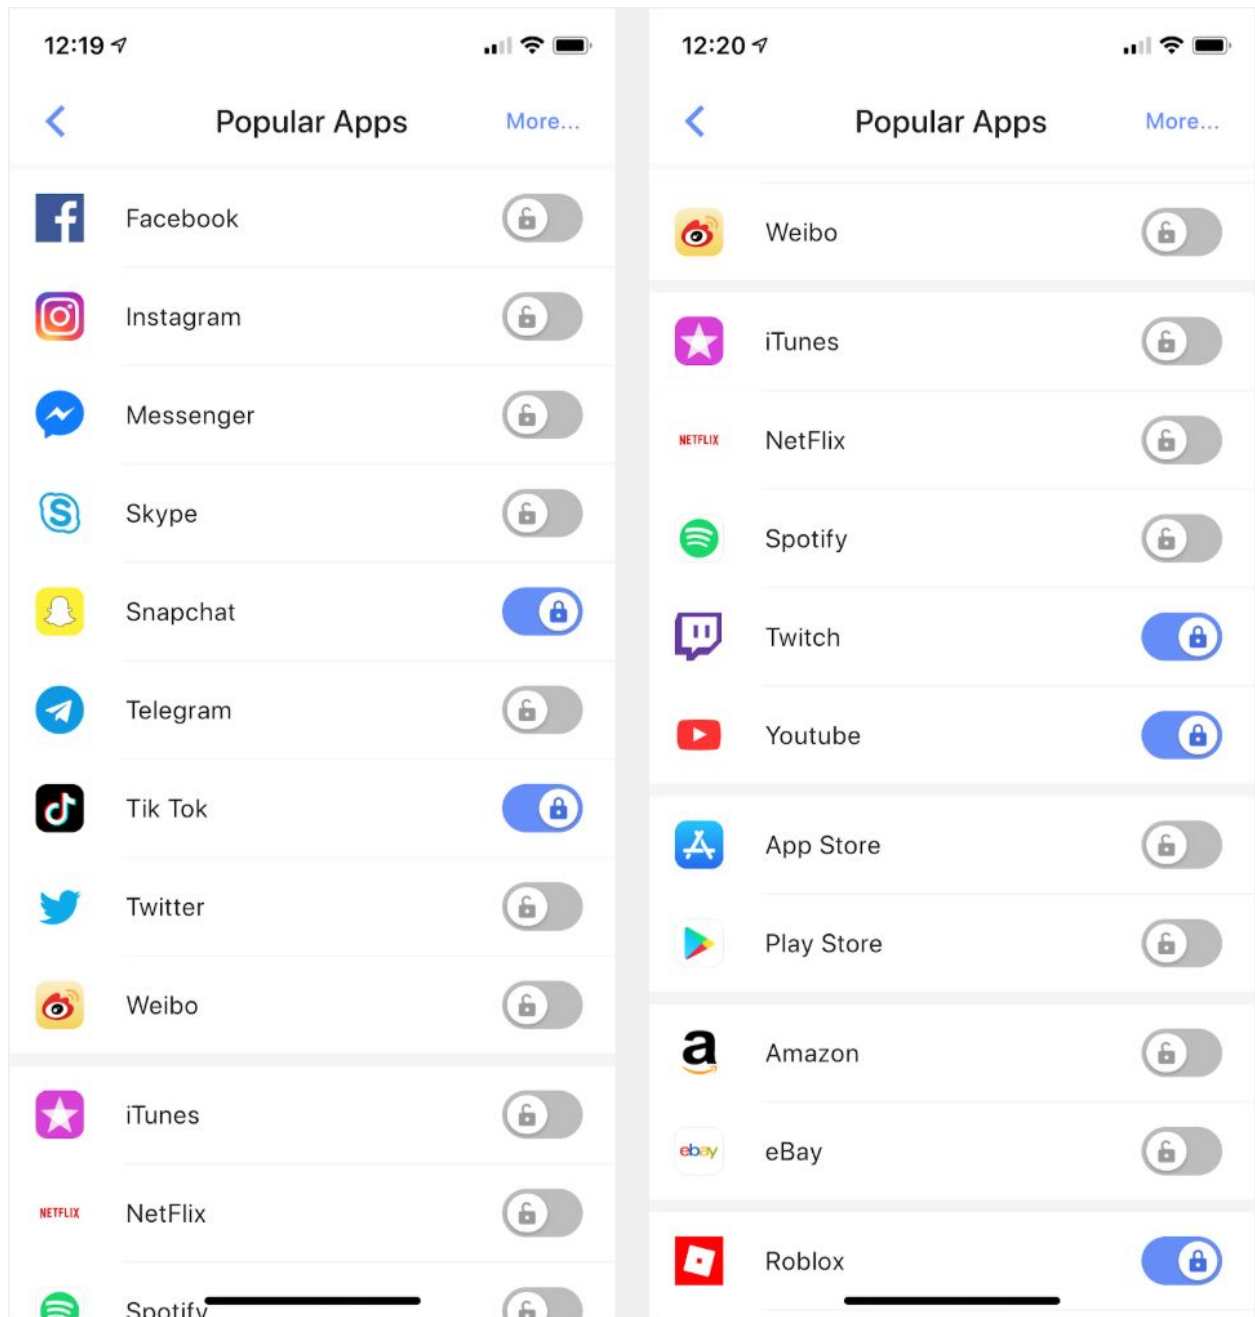 12:19
Popular Apps
More...
Facebook
Instagram
Messenger
Skype
Snapchat
Telegram
Tik Tok
Twitter
Weibo
iTunes
NETFLIX
NetFlix
Spotify
12:20
Popular Apps
More...
Weibo
iTunes
NETFLIX
NetFlix
Spotify
Twitch
Youtube
App Store
Play Store
a
Amazon
ebay
eBay
Roblox